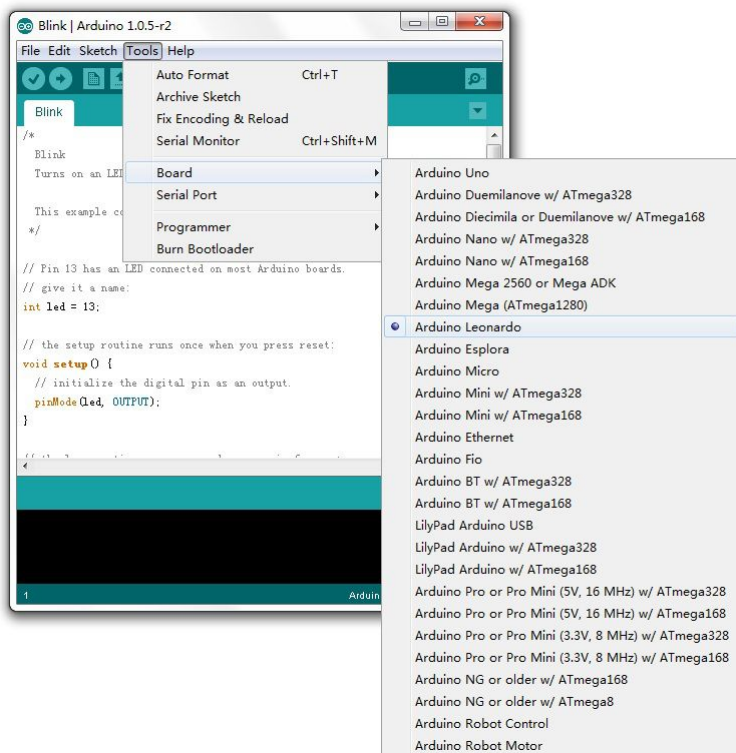 Blink | Arduino 1.0.5-r2
File Edit Sketch Tools Help
Auto Format Ctrl+T
Archive Sketch
Fix Encoding & Reload
Serial Monitor Ctrl+Shift+M
Board
Serial Port
Programmer
Burn Bootloader
Blink
/*
Blink
Turns on an LED
This example
*/
// Pin 13 has an LED connected on most Arduino boards.
// give it a name:
int led = 13;
// the setup routine runs once when you press reset:
void setup() {
// initialize the digital pin as an output.
pinMode(led, OUTPUT);
}
1 Arduin
Arduino Uno
Arduino Duemilanove w/ ATmega328
Arduino Diecimila or Duemilanove w/ ATmega168
Arduino Nano w/ ATmega328
Arduino Nano w/ ATmega168
Arduino Mega 2560 or Mega ADK
Arduino Mega (ATmega1280)
Arduino Leonardo
Arduino Esplora
Arduino Micro
Arduino Mini w/ ATmega328
Arduino Mini w/ ATmega168
Arduino Ethernet
Arduino Fio
Arduino BT w/ ATmega328
Arduino BT w/ ATmega168
LilyPad Arduino USB
LilyPad Arduino w/ ATmega328
LilyPad Arduino w/ ATmega168
Arduino Pro or Pro Mini (5V, 16 MHz) w/ ATmega328
Arduino Pro or Pro Mini (5V, 16 MHz) w/ ATmega168
Arduino Pro or Pro Mini (3.3V, 8 MHz) w/ ATmega328
Arduino Pro or Pro Mini (3.3V, 8 MHz) w/ ATmega168
Arduino NG or older w/ ATmega168
Arduino NG or older w/ ATmega8
Arduino Robot Control
Arduino Robot Motor